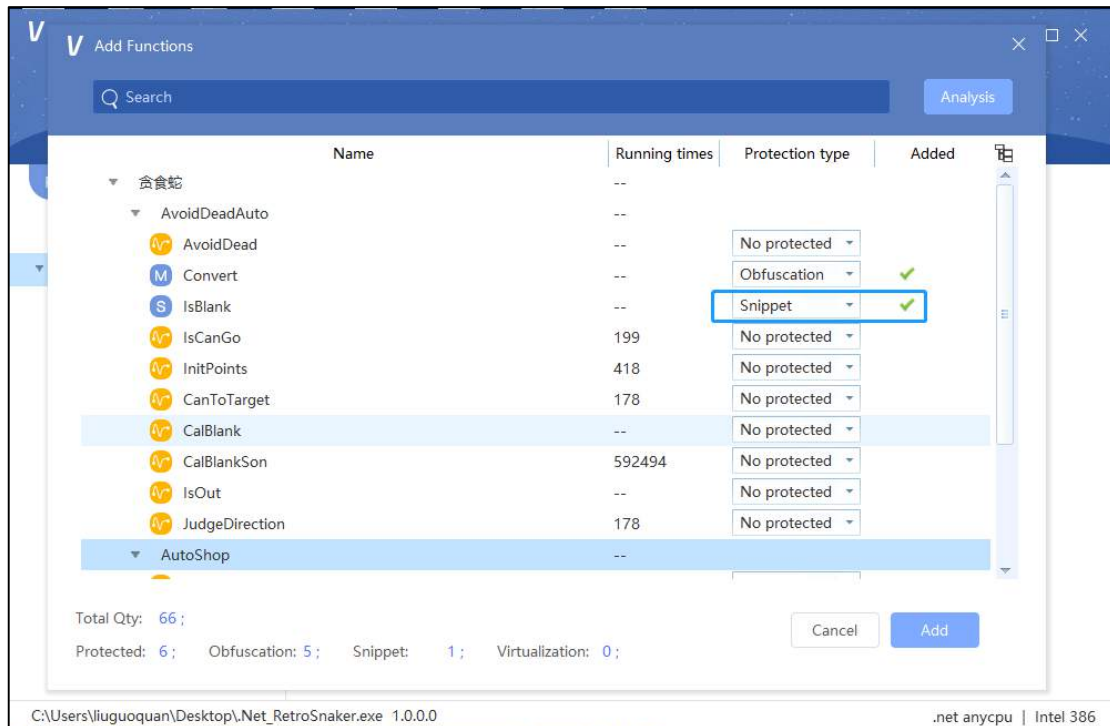 V
V Add Functions
Search
Analysis
Name Running times Protection type Added
贪食蛇 --
AvoidDeadAuto --
AvoidDead -- No protected
M Convert -- Obfuscation
S IsBlank -- Snippet
IsCanGo 199 No protected
InitPoints 418 No protected
CanToTarget 178 No protected
CalBlank -- No protected
CalBlankSon 592494 No protected
IsOut -- No protected
JudgeDirection 178 No protected
AutoShop --
Total Qty: 66 ;
Cancel Add
Protected: 6 ; Obfuscation: 5 ; Snippet: 1 ; Virtualization: 0 ;
C:\Users\liuguoquan\Desktop\.Net_RetroSnaker.exe 1.0.0.0 .net anycpu | Intel 386